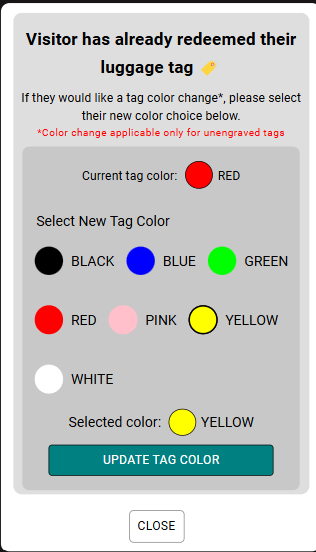 Visitor has already redeemed their
luggage tag 🏷️
If they would like a tag color change*, please select
their new color choice below.
*Color change applicable only for unengraved tags
Current tag color: RED
Select New Tag Color
BLACK BLUE GREEN
RED PINK YELLOW
WHITE
Selected color: YELLOW
UPDATE TAG COLOR
CLOSE